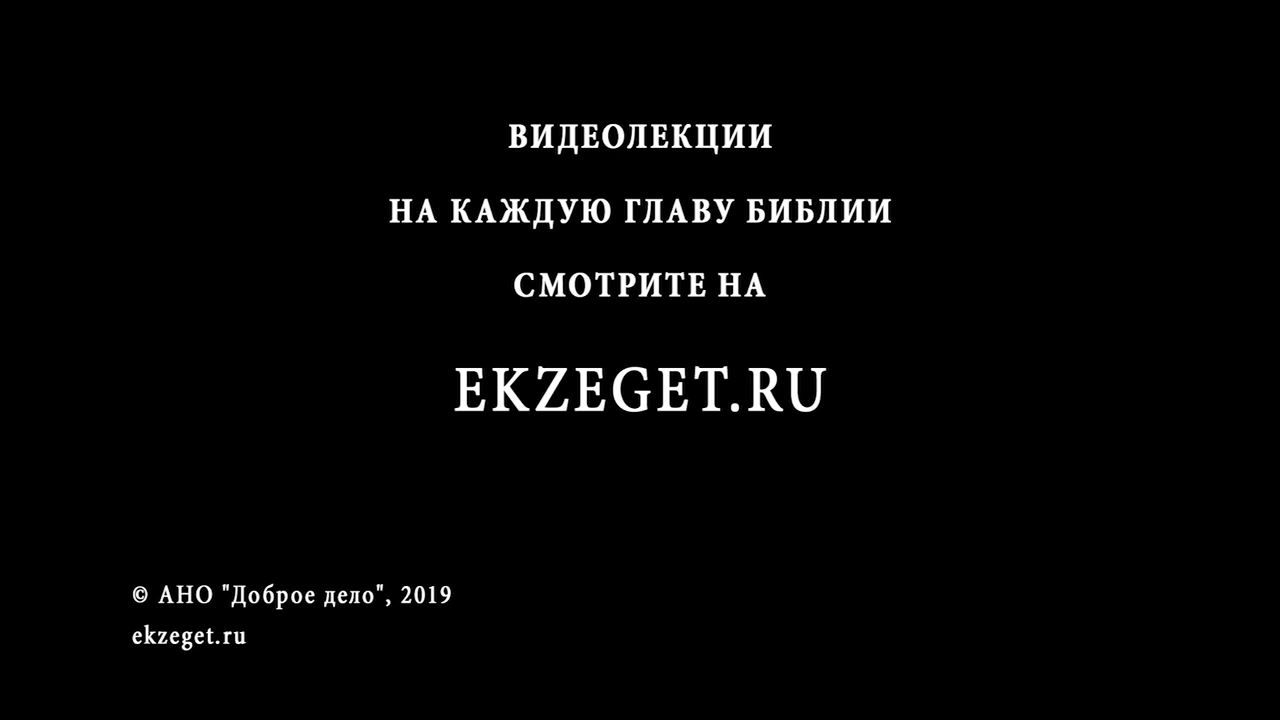 ВИДЕОЛЕКЦИИ
НА КАЖДУЮ ГЛАВУ БИБЛИИ
СМОТРИТЕ НА
EKZEGET.RU
© АНО "Доброе дело", 2019
ekzeget.ru